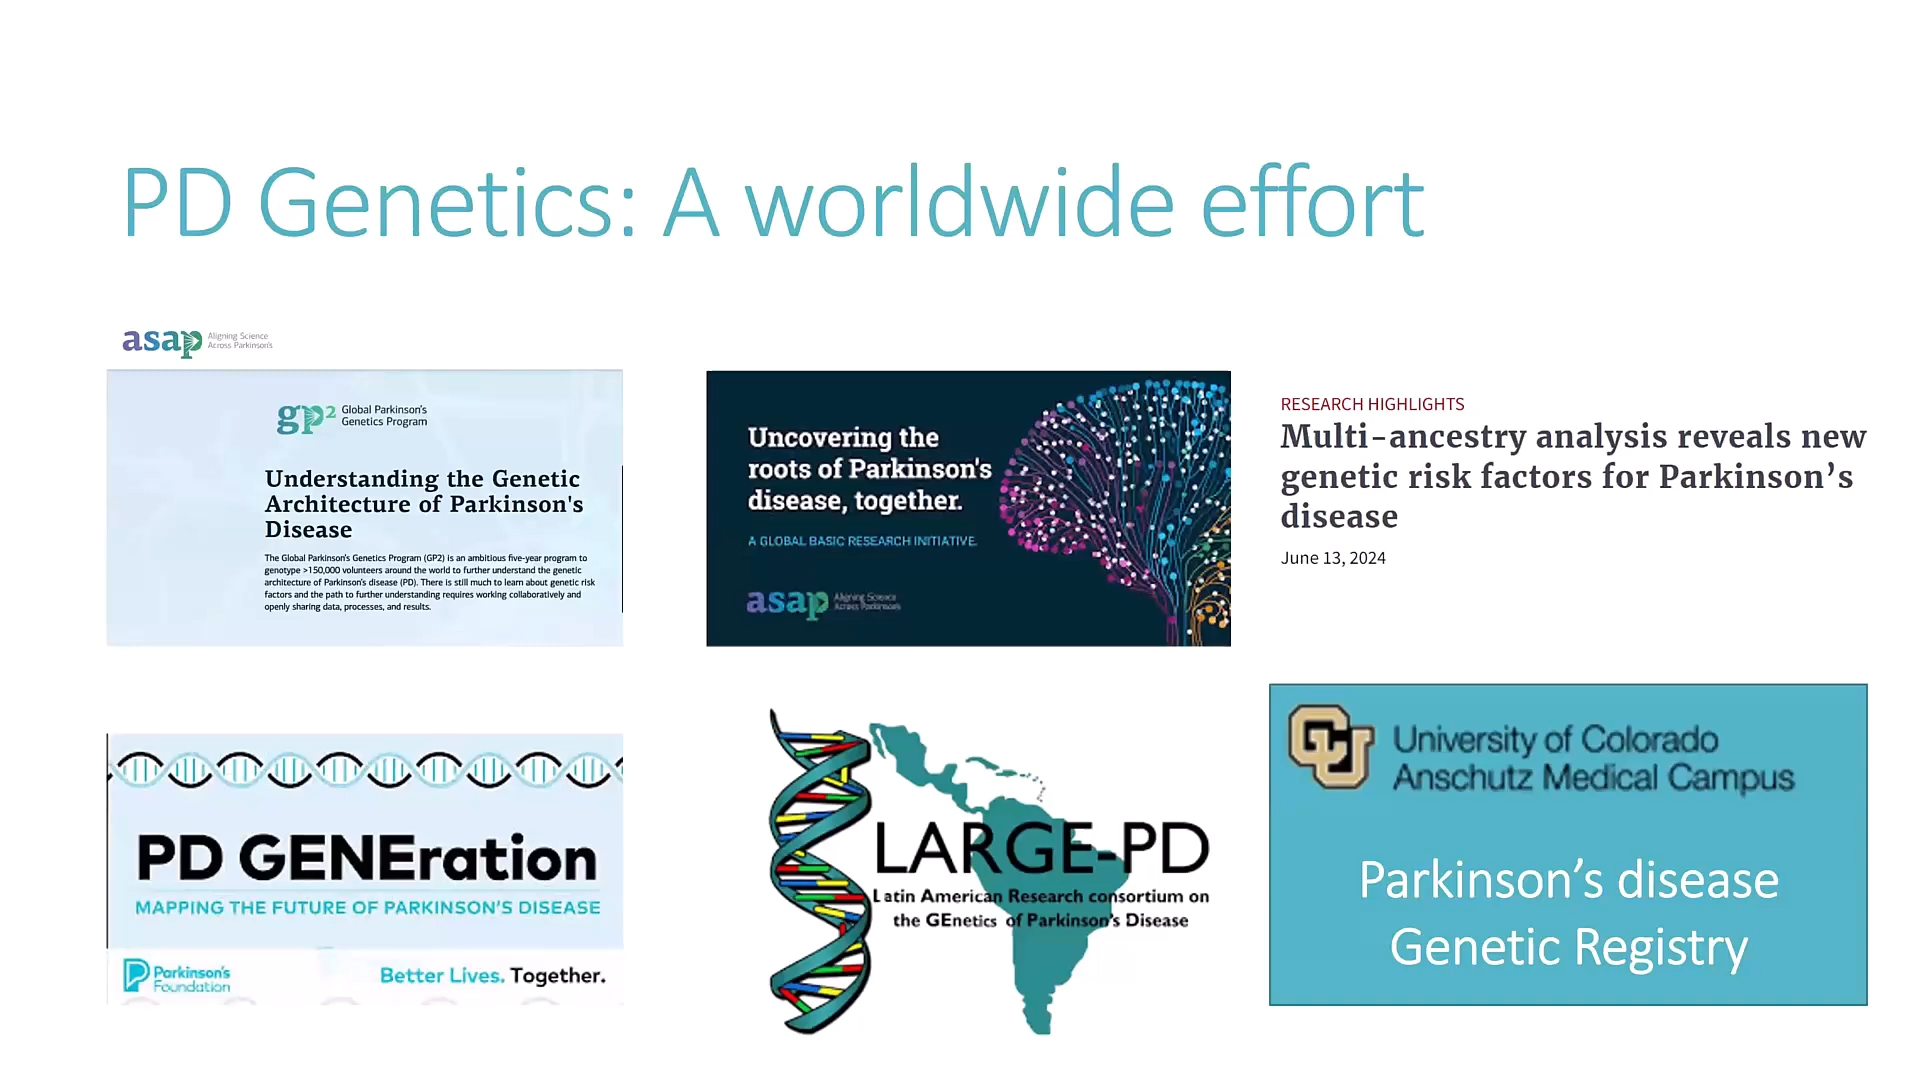 PD Genetics: A worldwide effort
asap Aligning Science
Across Parkinson's
gp2 Global Parkinson's
Genetics Program
Understanding the Genetic
Architecture of Parkinson's
Disease
The Global Parkinson's Genetics Program (GP2) is an ambitious five-year program to
genotype >150,000 volunteers around the world to further understand the genetic
architecture of Parkinson's disease (PD). There is still much to learn about genetic risk
factors and the path to further understanding requires working collaboratively and
openly sharing data, processes, and results.
Uncovering the
roots of Parkinson's
disease, together.
A GLOBAL BASIC RESEARCH INITIATIVE.
asap Aligning Science
Across Parkinson's
RESEARCH HIGHLIGHTS
Multi-ancestry analysis reveals new
genetic risk factors for Parkinson’s
disease
June 13, 2024
PD GENEration
MAPPING THE FUTURE OF PARKINSON'S DISEASE
Parkinson's
Foundation
Better Lives. Together.
LARGE-PD
Latin American Research consortium on
the GEnetics of Parkinson's Disease
CU University of Colorado
Anschutz Medical Campus
Parkinson’s disease
Genetic Registry